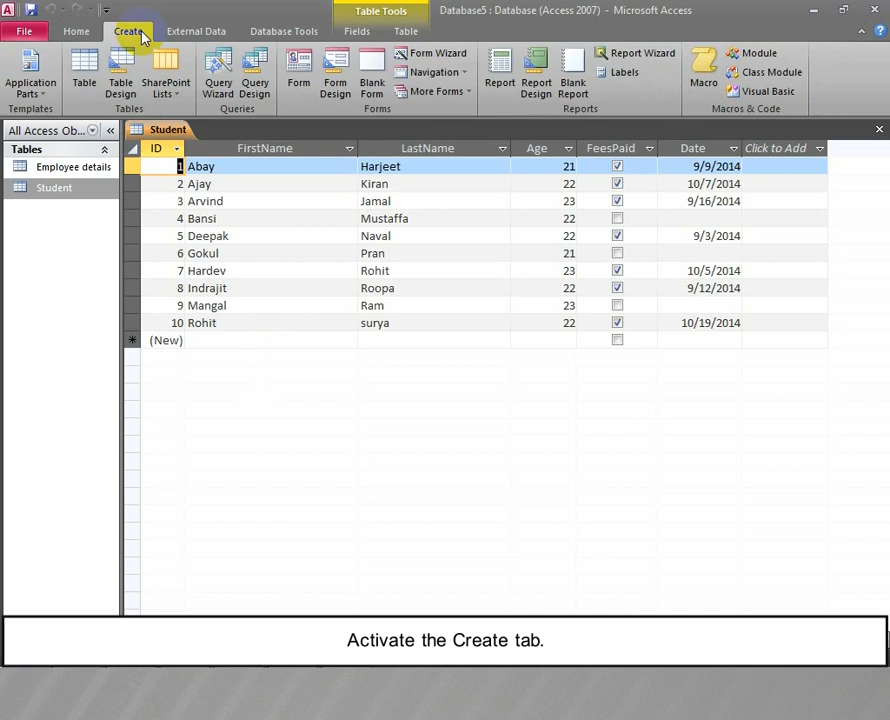 Table Tools
Database5 : Database (Access 2007) - Microsoft Access
File Home Create External Data Database Tools Fields Table
Application Parts
Table
Table Design
SharePoint Lists
Query Wizard
Query Design
Form
Form Design
Blank Form
Form Wizard
Navigation
More Forms
Report
Report Design
Blank Report
Report Wizard
Labels
Macro
Module
Class Module
Visual Basic
Templates Tables Queries Forms Reports Macros & Code
All Access Ob... «
Tables
Employee details
Student
Student
ID FirstName LastName Age FeesPaid Date Click to Add
1 Abay Harjeet 21 9/9/2014
2 Ajay Kiran 22 10/7/2014
3 Arvind Jamal 23 9/16/2014
4 Bansi Mustaffa 22
5 Deepak Naval 22 9/3/2014
6 Gokul Pran 21
7 Hardev Rohit 23 10/5/2014
8 Indrajit Roopa 22 9/12/2014
9 Mangal Ram 23
10 Rohit surya 22 10/19/2014
(New)
Activate the Create tab.